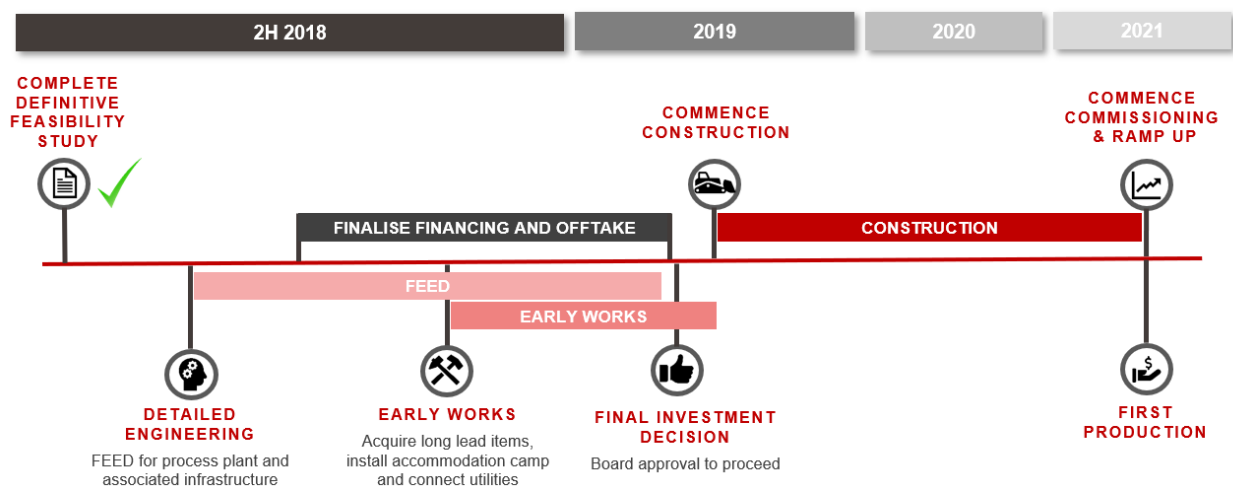 2H 2018
2019
2020
2021
COMPLETE
DEFINITIVE
FEASIBILITY
STUDY
COMMENCE
CONSTRUCTION
COMMENCE
COMMISSIONING
& RAMP UP
FINALISE FINANCING AND OFFTAKE
CONSTRUCTION
FEED
EARLY WORKS
DETAILED
ENGINEERING
FEED for process plant and
associated infrastructure
EARLY WORKS
Acquire long lead items,
install accommodation camp
and connect utilities
FINAL INVESTMENT
DECISION
Board approval to proceed
$
FIRST
PRODUCTION